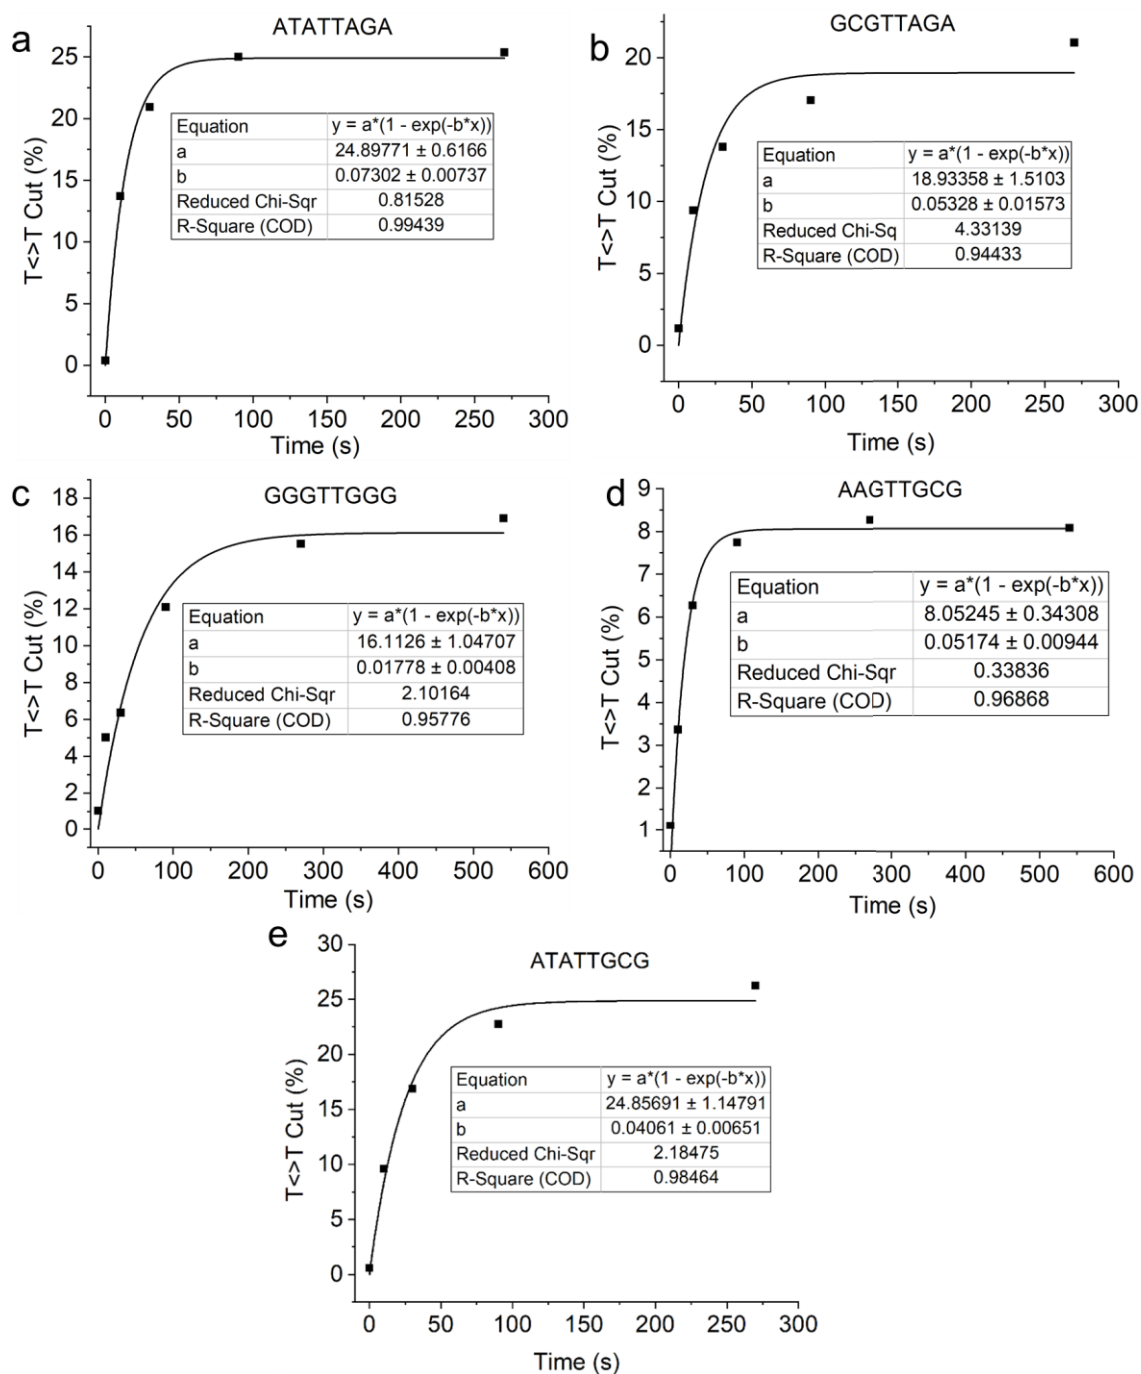 a
ATATTAGA
T<>T Cut (%)
25
20
15
10
5
0
Equation y = a*(1 - exp(-b*x))
a 24.89771 ± 0.6166
b 0.07302 ± 0.00737
Reduced Chi-Sqr 0.81528
R-Square (COD) 0.99439
0 50 100 150 200 250 300
Time (s)
b
GCGTTAGA
T<>T Cut (%)
20
15
10
5
0
Equation y = a*(1 - exp(-b*x))
a 18.93358 ± 1.5103
b 0.05328 ± 0.01573
Reduced Chi-Sq 4.33139
R-Square (COD) 0.94433
0 50 100 150 200 250 300
Time (s)
c
GGGTTGGG
T<>T Cut (%)
18
16
14
12
10
8
6
4
2
0
Equation y = a*(1 - exp(-b*x))
a 16.1126 ± 1.04707
b 0.01778 ± 0.00408
Reduced Chi-Sqr 2.10164
R-Square (COD) 0.95776
0 100 200 300 400 500 600
Time (s)
d
AAGTTGCG
T<>T Cut (%)
9
8
7
6
5
4
3
2
1
Equation y = a*(1 - exp(-b*x))
a 8.05245 ± 0.34308
b 0.05174 ± 0.00944
Reduced Chi-Sqr 0.33836
R-Square (COD) 0.96868
0 100 200 300 400 500 600
Time (s)
e
ATATTGCG
T<>T Cut (%)
30
25
20
15
10
5
0
Equation y = a*(1 - exp(-b*x))
a 24.85691 ± 1.14791
b 0.04061 ± 0.00651
Reduced Chi-Sqr 2.18475
R-Square (COD) 0.98464
0 50 100 150 200 250 300
Time (s)